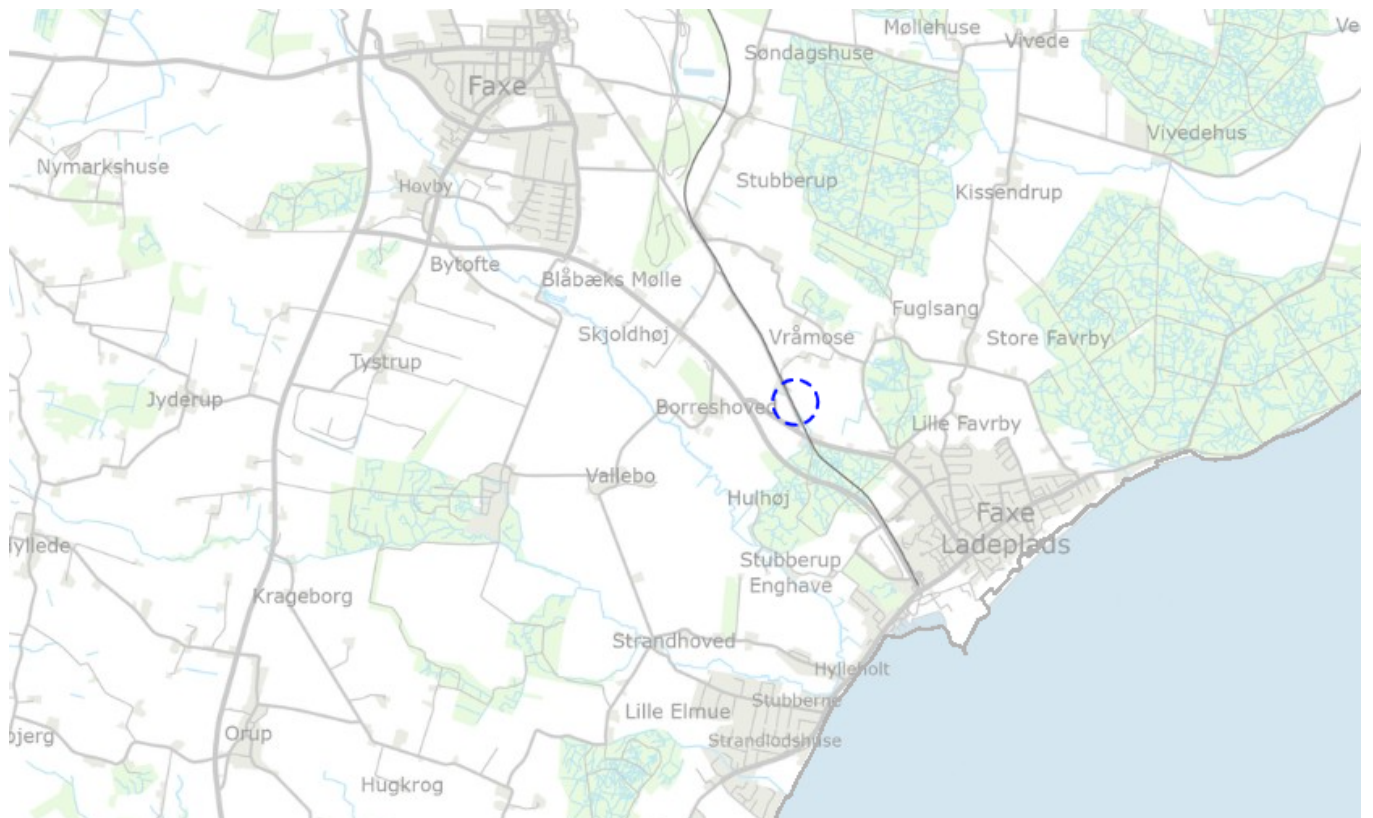 Møllehuse
Vivede
Ve
Søndagshuse
Faxe
Vivedehus
Nymarkshuse
Hovby
Stubberup
Kissendrup
Bytofte
Blåbæks Mølle
Fuglsang
Skjoldhøj
Vråmose
Store Favrby
Tystrup
Jyderup
Borreshoved
Lille Favrby
Vallebo
Hulhøj
Faxe
Ladeplads
yllede
Stubberup
Enghave
Krageborg
Strandhoved
Hylleholt
Stubberne
Lille Elmue
Orup
bjerg
Strandlodshuse
Hugkrog